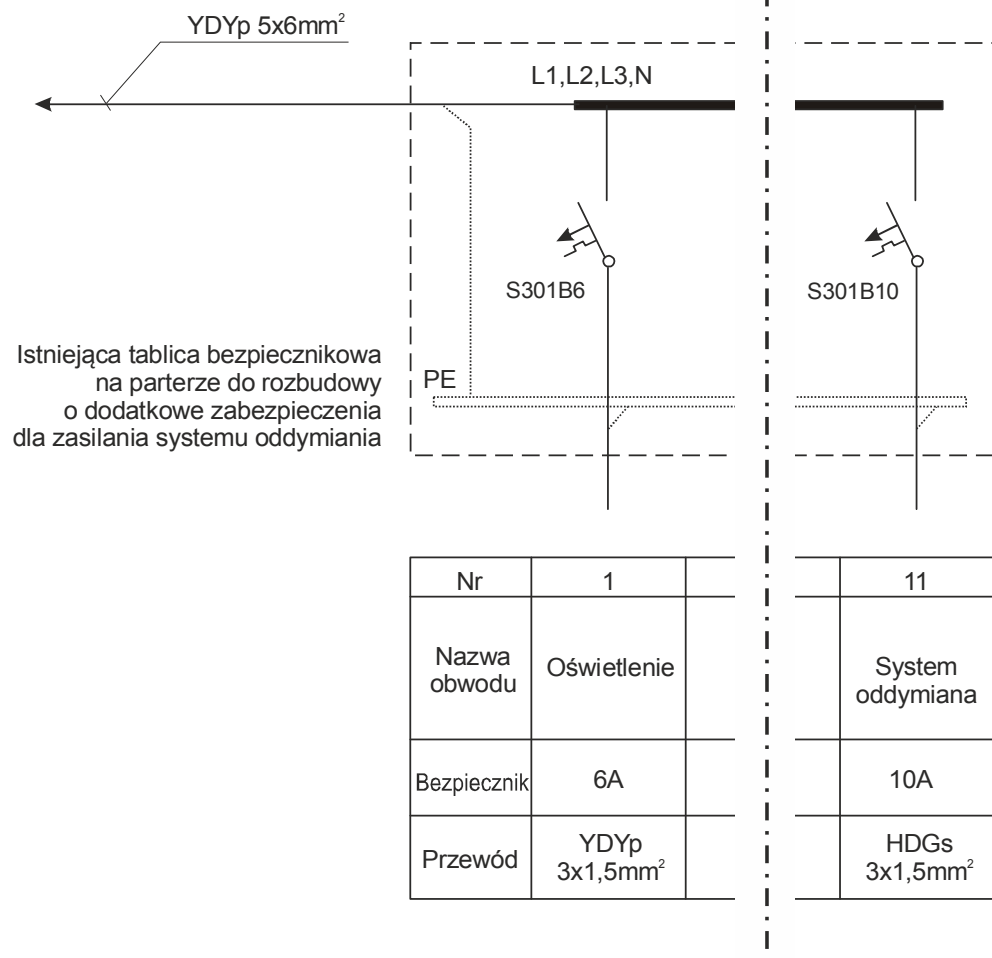 YDYp 5x6mm²
L1,L2,L3,N
S301B6
S301B10
Istniejąca tablica bezpiecznikowa
na parterze do rozbudowy
o dodatkowe zabezpieczenia
dla zasilania systemu oddymiania
PE
Nr 1 11
Nazwa
obwodu
Oświetlenie
System
oddymiana
Bezpiecznik 6A 10A
Przewód
YDYp
3x1,5mm²
HDGs
3x1,5mm²